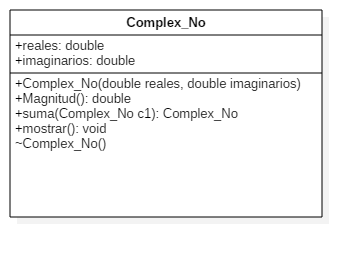 Complex_No
+reales: double
+imaginarios: double
+Complex_No(double reales, double imaginarios)
+Magnitud(): double
+suma(Complex_No c1): Complex_No
+mostrar(): void
~Complex_No()